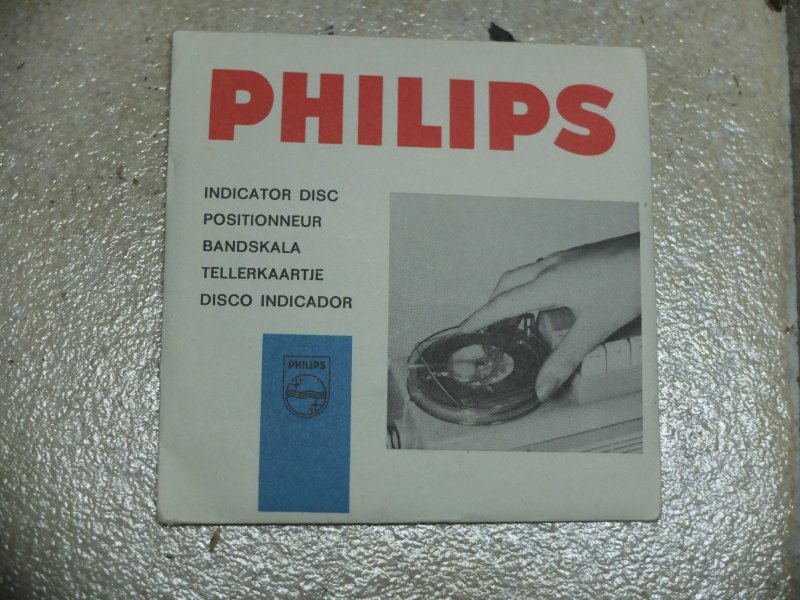 PHILIPS
INDICATOR DISC
POSITIONNEUR
BANDSKALA
TELLERKAARTJE
DISCO INDICADOR
PHILIPS